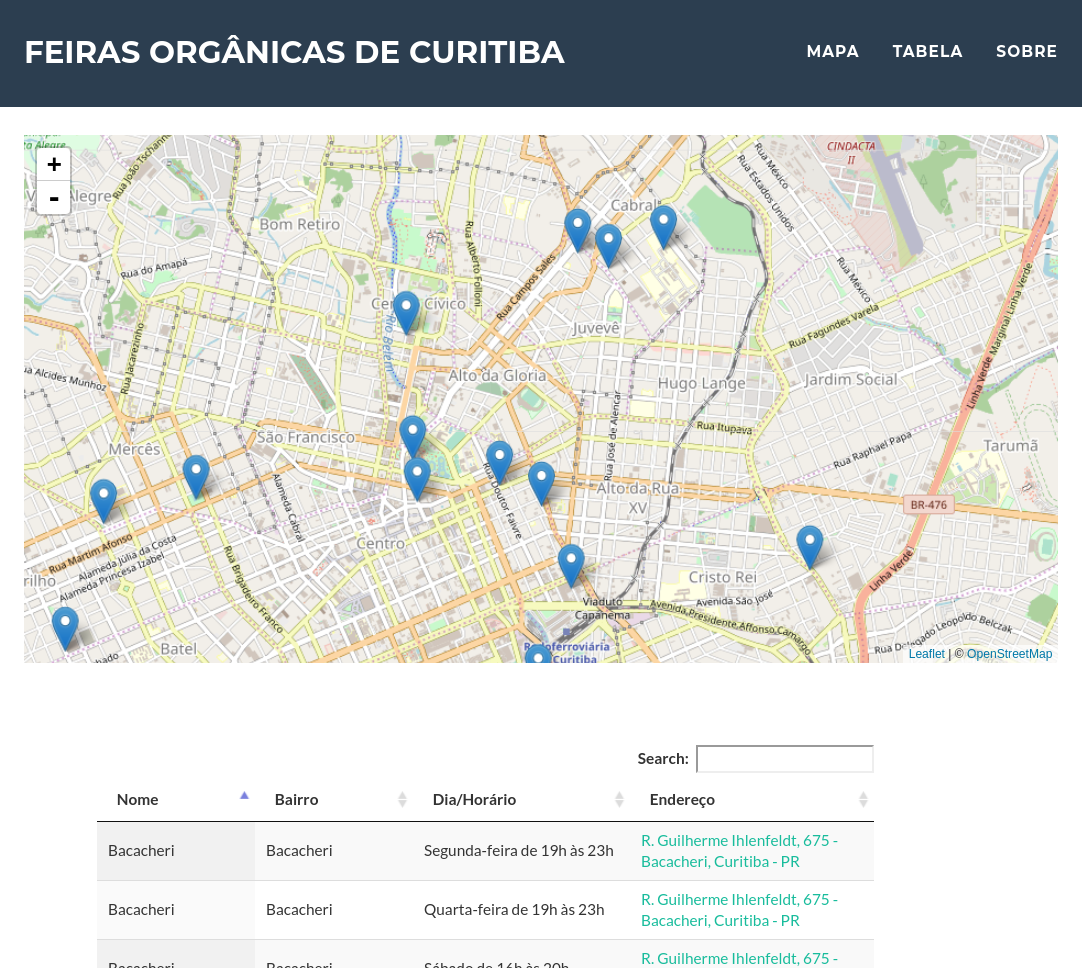 FEIRAS ORGÂNICAS DE CURITIBA
MAPA TABELA SOBRE
+
-
Alegre
Rua João Tschannerl
CINDACTA
II
Rua México
Rua Estados Unidos
Cabral
Bom Retiro
Rua do Amapá
Rua Alberto Folloni
Rua Campos Sales
Rua México
Rio Belém
Juvevê
Rua Fagundes Varela
Linha Verde
Marginal Linha Verde
Rua Jacarezinho
Rua Alcides Munhoz
Alto da Glória
Hugo Lange
Jardim Social
Linha Verde
Rua José de Alencar
Rua Itupava
São Francisco
Mercês
Rua Raphael Papa
Tarumã
Alameda Cabral
Rua Doutor Faivre
Alto da Rua
XV
BR-476
Centro
Rua Martim Afonso
Alameda Júlia da Costa
Alameda Princesa Izabel
Rua Brigadeiro Franco
Cristo Rei
Linha Verde
Viaduto
Capanema
Avenida São José
Avenida Presidente Affonso Camargo
Rua Delegado Leopoldo Belczak
Batel
Curitiba
Leaflet | © OpenStreetMap
Search:
Nome Bairro Dia/Horário Endereço
Bacacheri Bacacheri Segunda-feira de 19h às 23h R. Guilherme Ihlenfeldt, 675 -
Bacacheri, Curitiba - PR
Bacacheri Bacacheri Quarta-feira de 19h às 23h R. Guilherme Ihlenfeldt, 675 -
Bacacheri, Curitiba - PR
Bacacheri Bacacheri Sábado de 16h às 20h R. Guilherme Ihlenfeldt, 675 -